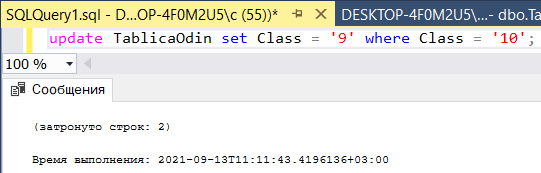 SQLQuery1.sql - D...OP-4F0M2U5\c (55))*
DESKTOP-4F0M2U5\...- dbo.Ta
update TablicaOdin set Class = '9' where Class = '10';
100 %
Сообщения
(затронуто строк: 2)
Время выполнения: 2021-09-13T11:11:43.4196136+03:00